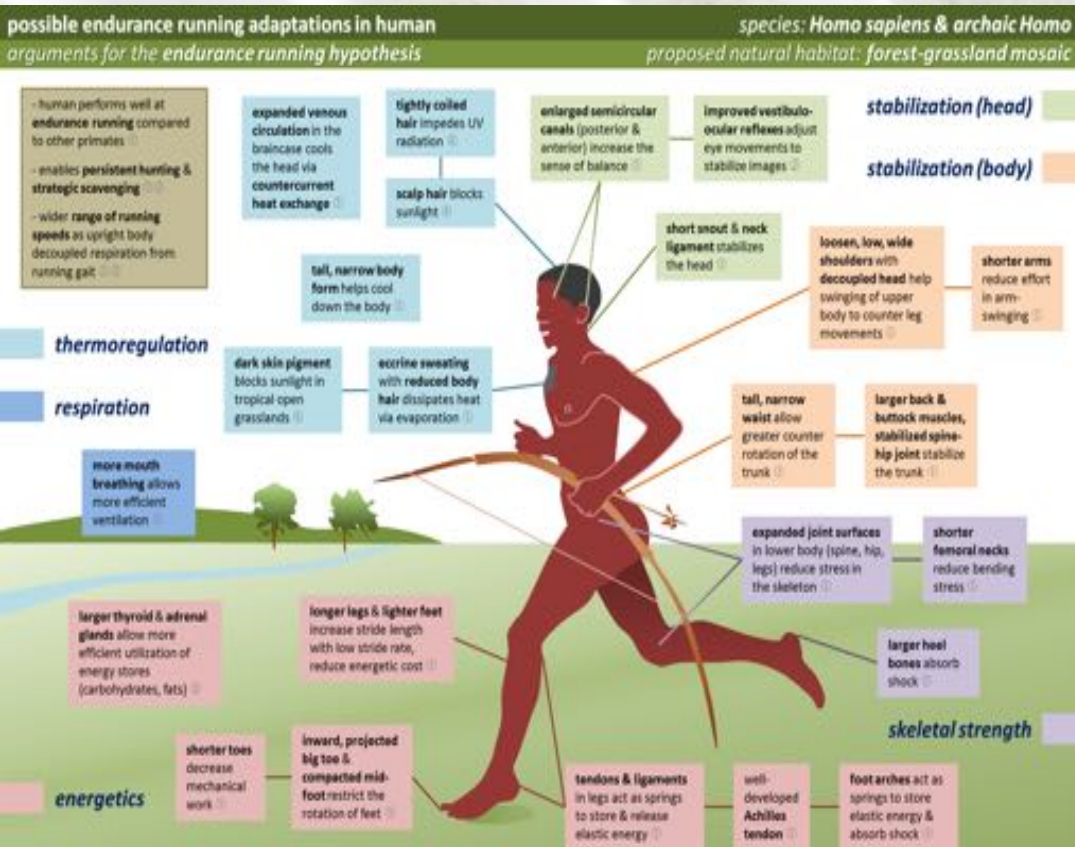 possible endurance running adaptations in human
species: Homo sapiens & archaic Homo
arguments for the endurance running hypothesis
proposed natural habitat: forest-grassland mosaic
- human performs well at
endurance running compared
to other primates
- enables persistent hunting &
strategic scavenging
- wider range of running
speeds as upright body
decoupled respiration from
running gait
expanded venous
circulation in the
braincase cools
the head via
countercurrent
heat exchange
tightly coiled
hair impedes UV
radiation
scalp hair blocks
sunlight
enlarged semicircular
canals (posterior &
anterior) increase the
sense of balance
improved vestibulo-
ocular reflexes adjust
eye movements to
stabilize images
stabilization (head)
stabilization (body)
short snout & neck
ligament stabilizes
the head
loosen, low, wide
shoulders with
decoupled head help
swinging of upper
body to counter leg
movements
shorter arms
reduce effort
in arm-
swinging
tall, narrow body
form helps cool
down the body
thermoregulation
respiration
dark skin pigment
blocks sunlight in
tropical open
grasslands
eccrine sweating
with reduced body
hair dissipates heat
via evaporation
tall, narrow
waist allow
greater counter
rotation of the
trunk
larger back &
buttock muscles,
stabilized spine-
hip joint stabilize
the trunk
more mouth
breathing allows
more efficient
ventilation
expanded joint surfaces
in lower body (spine, hip,
legs) reduce stress in
the skeleton
shorter
femoral necks
reduce bending
stress
larger thyroid & adrenal
glands allow more
efficient utilization of
energy stores
(carbohydrates, fats)
longer legs & lighter feet
increase stride length
with low stride rate,
reduce energetic cost
larger heel
bones absorb
shock
skeletal strength
energetics
shorter toes
decrease
mechanical
work
inward, projected
big toe &
compacted mid-
foot restrict the
rotation of feet
tendons & ligaments
in legs act as springs
to store & release
elastic energy
well-
developed
Achilles
tendon
foot arches act as
springs to store
elastic energy &
absorb shock